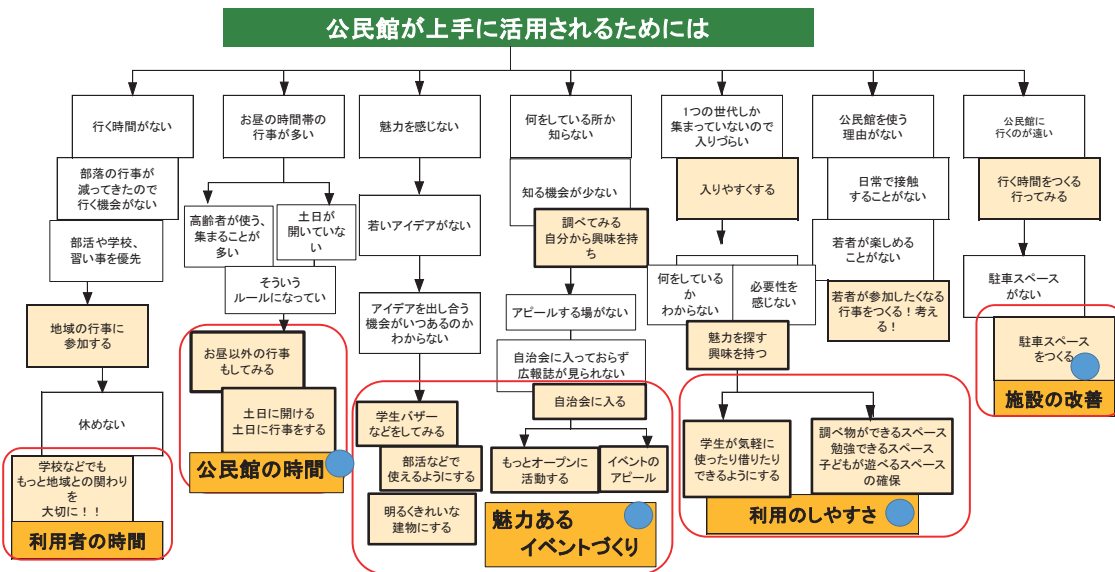 公民館が上手に活用されるためには
行く時間がない
部落の行事が
減ってきたので
行く機会がない
部活や学校、
習い事を優先
地域の行事に
参加する
休めない
学校などでも
もっと地域との関わり
を
大切に！！
利用者の時間
お昼の時間帯の
行事が多い
高齢者が使う、
集まることが
多い
土日が
開いていな
い
そういう
ルールになってい
お昼以外の行事
もしてみる
土日に開ける
土日に行事をする
公民館の時間
魅力を感じない
若いアイデアがない
アイデアを出し合う
機会がいつあるのか
わからない
学生バザー
などをしてみる
部活などで
使えるようにする
明るくきれいな
建物にする
何をしている所か
知らない
知る機会が少ない
調べてみる
自分から興味を持
ち
アピールする場がない
自治会に入っておらず
広報誌が見られない
自治会に入る
もっとオープンに
活動する
イベントの
アピール
魅力ある
イベントづくり
1つの世代しか
集まっていないので
入りづらい
入りやすくする
何をしている
か
わからない
必要性を
感じない
魅力を探す
興味を持つ
学生が気軽に
使ったり借りたり
できるようにする
調べ物ができるスペース
勉強できるスペース
子どもが遊べるスペース
の確保
利用のしやすさ
公民館を使う
理由がない
日常で接触
することがない
若者が楽しめる
ことがない
若者が参加したくなる
行事をつくる！考え
る！
公民館に
行くのが遠い
行く時間をつくる
行ってみる
駐車スペース
がない
駐車スペース
をつくる
施設の改善